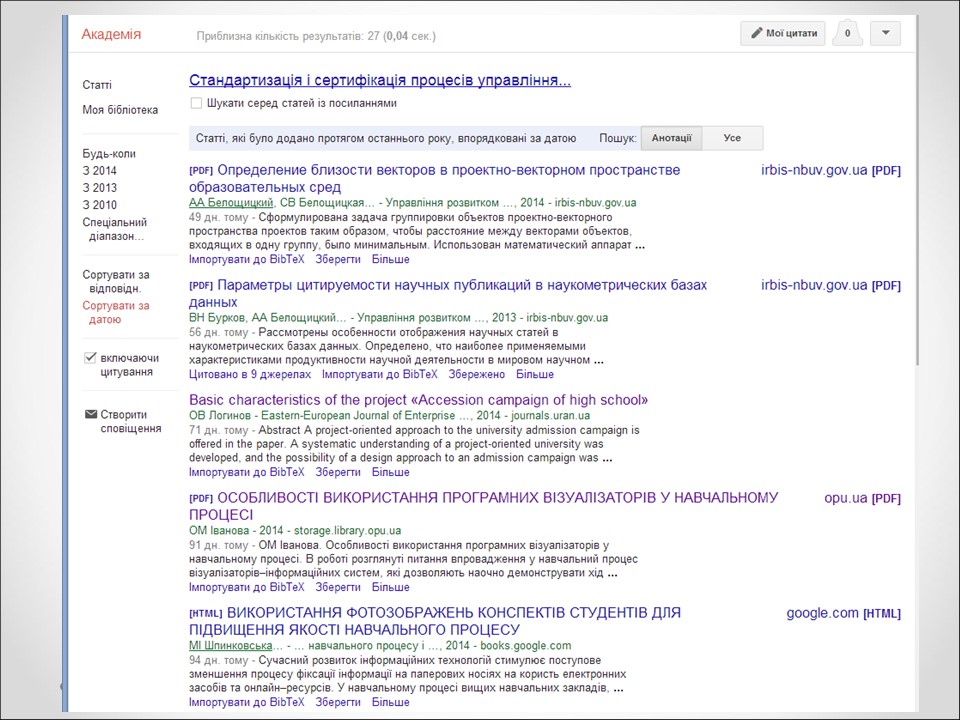 Академія
Приблизна кількість результатів: 27 (0,04 сек.)
Мої цитати
0
Статті
Моя бібліотека
Будь-коли
З 2014
З 2013
З 2010
Спеціальний
діапазон...
Сортувати за
відповідн.
Сортувати за
датою
включаючи
цитування
Створити
сповіщення
Стандартизація і сертифікація процесів управління...
Шукати серед статей із посиланнями
Статті, які було додано протягом останнього року, впорядковані за датою Пошук: Анотації Усе
[PDF] Определение близости векторов в проектно-векторном пространстве
образовательных сред
irbis-nbuv.gov.ua [PDF]
АА Белощицкий, СВ Белощицкая... - Управління розвитком ..., 2014 - irbis-nbuv.gov.ua
49 дн. тому - Сформулирована задача группировки объектов проектно-векторного
пространства проектов таким образом, чтобы расстояние между векторами объектов,
входящих в одну группу, было минимальным. Использован математический аппарат ...
Імпортувати до BibTeX Зберегти Більше
[PDF] Параметры цитируемости научных публикаций в наукометрических базах
данных
irbis-nbuv.gov.ua [PDF]
ВН Бурков, АА Белощицкий... - Управління розвитком ..., 2013 - irbis-nbuv.gov.ua
56 дн. тому - Рассмотрены особенности отображения научных статей в
наукометрических базах данных. Определено, что наиболее применяемыми
характеристиками продуктивности научной деятельности в мировом научном ...
Цитовано в 9 джерелах Імпортувати до BibTeX Збережено Більше
Basic characteristics of the project «Accession campaign of high school»
ОВ Логинов - Eastern-European Journal of Enterprise ..., 2014 - journals.uran.ua
71 дн. тому - Abstract A project-oriented approach to the university admission campaign is
offered in the paper. A systematic understanding of a project-oriented university was
developed, and the possibility of a design approach to an admission campaign was ...
Імпортувати до BibTeX Зберегти Більше
[PDF] ОСОБЛИВОСТІ ВИКОРИСТАННЯ ПРОГРАМНИХ ВІЗУАЛІЗАТОРІВ У НАВЧАЛЬНОМУ
ПРОЦЕСІ
opu.ua [PDF]
ОМ Іванова - 2014 - storage.library.opu.ua
91 дн. тому - ОМ Іванова. Особливості використання програмних візуалізаторів у
навчальному процесі. В роботі розглянуті питання впровадження у навчальний процес
візуалізаторів–інформаційних систем, які дозволяють наочно демонструвати хід ...
Імпортувати до BibTeX Зберегти Більше
[HTML] ВИКОРИСТАННЯ ФОТОЗОБРАЖЕНЬ КОНСПЕКТІВ СТУДЕНТІВ ДЛЯ
ПІДВИЩЕННЯ ЯКОСТІ НАВЧАЛЬНОГО ПРОЦЕСУ
google.com [HTML]
МІ Шпинковська... - ... навчального процесу і ..., 2014 - books.google.com
94 дн. тому - Сучасний розвиток інформаційних технологій стимулює поступове
зменшення процесу фіксації інформації на паперових носіях на користь електронних
засобів та онлайн–ресурсів. У навчальному процесі вищих навчальних закладів, ...
Імпортувати до BibTeX Зберегти Більше